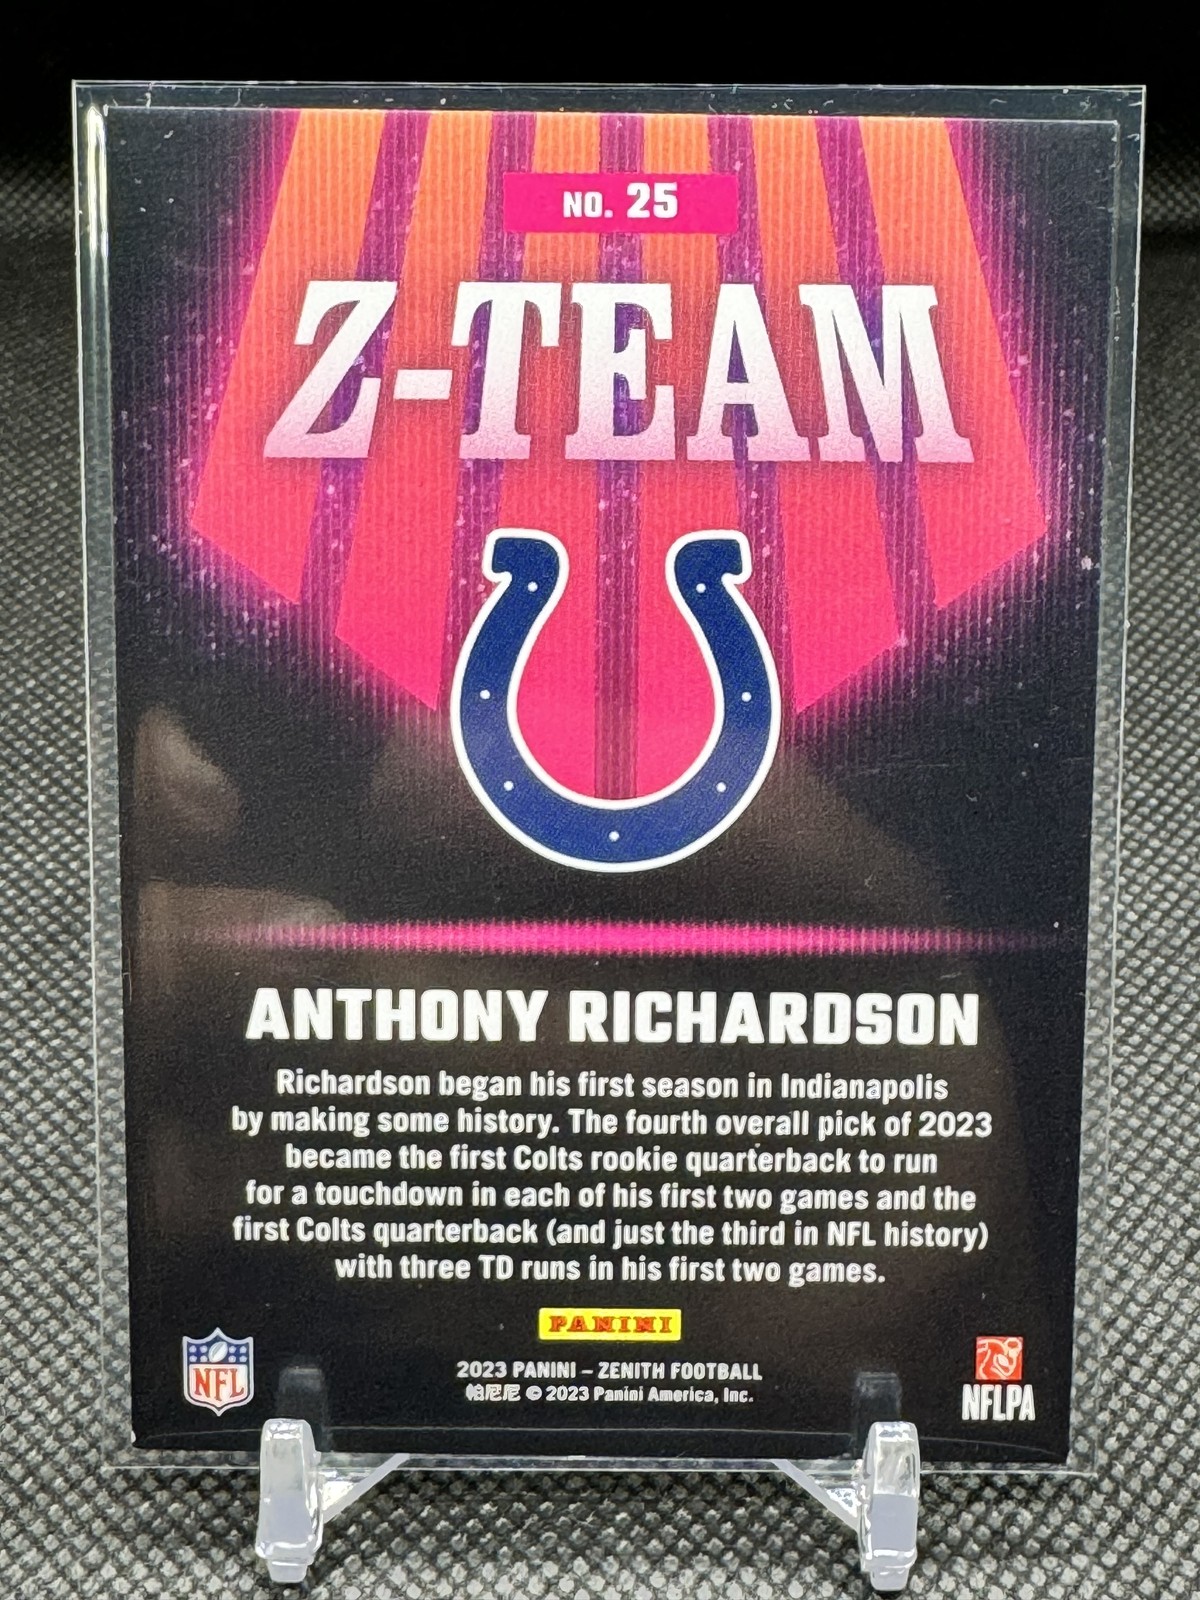 NO. 25
Z-TEAM
ANTHONY RICHARDSON
Richardson began his first season in Indianapolis
by making some history. The fourth overall pick of 2023
became the first Colts rookie quarterback to run
for a touchdown in each of his first two games and the
first Colts quarterback (and just the third in NFL history)
with three TD runs in his first two games.
PANINI
2023 PANINI – ZENITH FOOTBALL
帕尼尼 © 2023 Panini America, Inc.
NFL
NFLPA